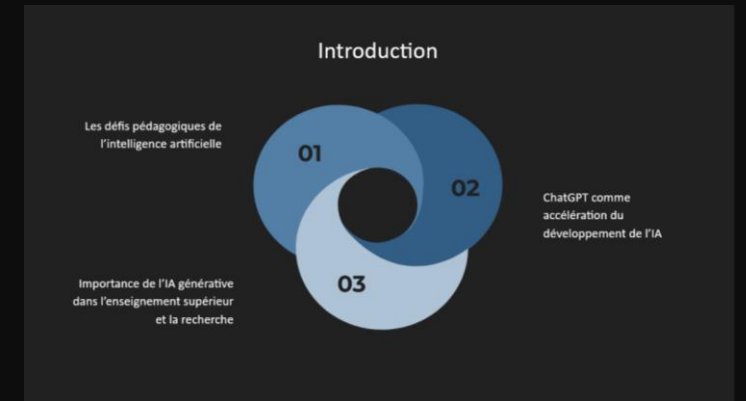 Introduction
Les défis pédagogiques de
l'intelligence artificielle
01
02
ChatGPT comme
accélération du
développement de l'IA
Importance de l'IA générative
dans l'enseignement supérieur
et la recherche
03